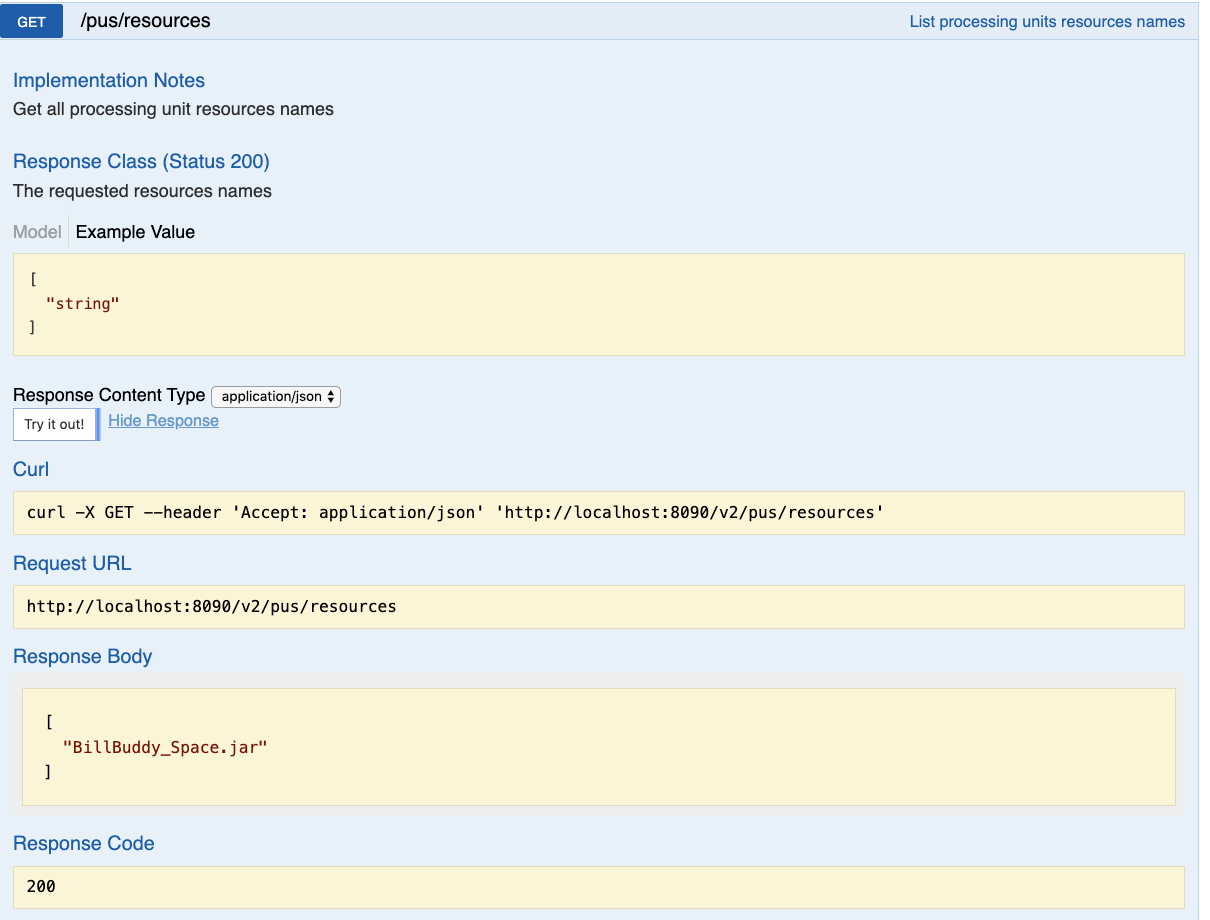 GET /pus/resources List processing units resources names
Implementation Notes
Get all processing unit resources names
Response Class (Status 200)
The requested resources names
Model Example Value
[
"string"
]
Response Content Type application/json
Try it out! Hide Response
Curl
curl -X GET --header 'Accept: application/json' 'http://localhost:8090/v2/pus/resources'
Request URL
http://localhost:8090/v2/pus/resources
Response Body
[
"BillBuddy_Space.jar"
]
Response Code
200